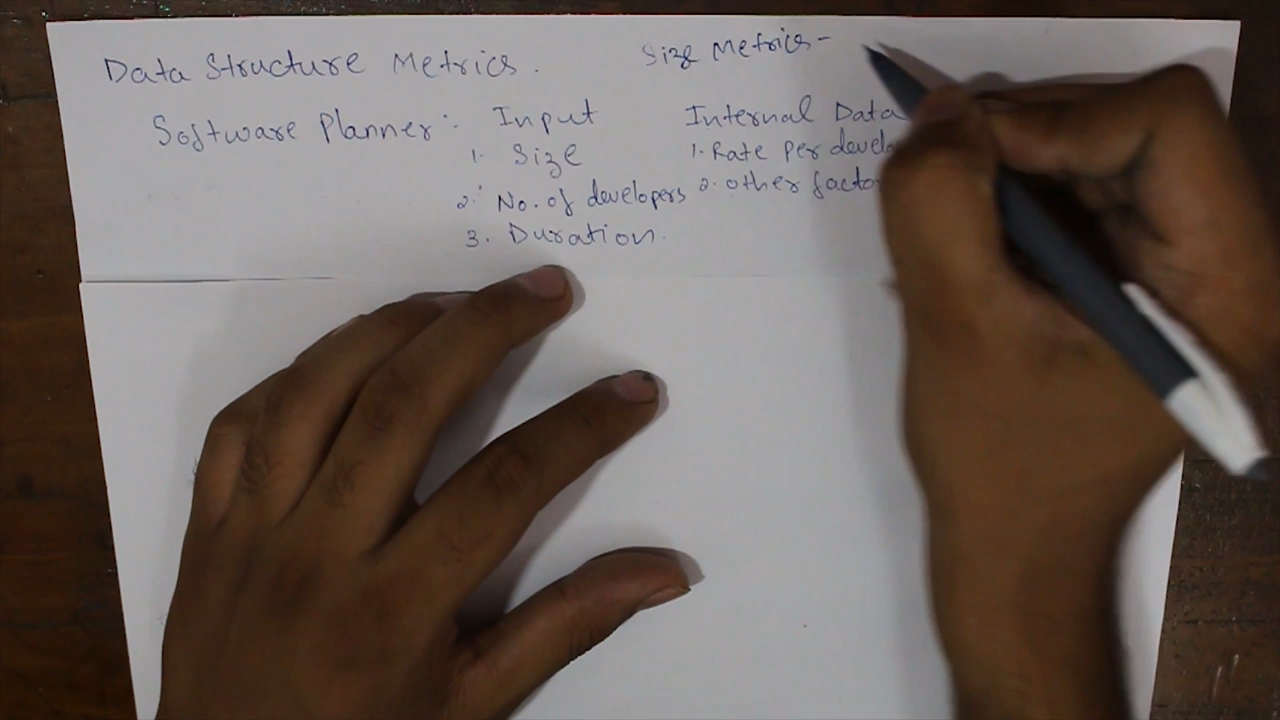 Data Structure Metrics. Size Metrics -
Software Planner: Input Internal Data
1. Size 1. Rate per
2. No. of developers 2. other
3. Duration.